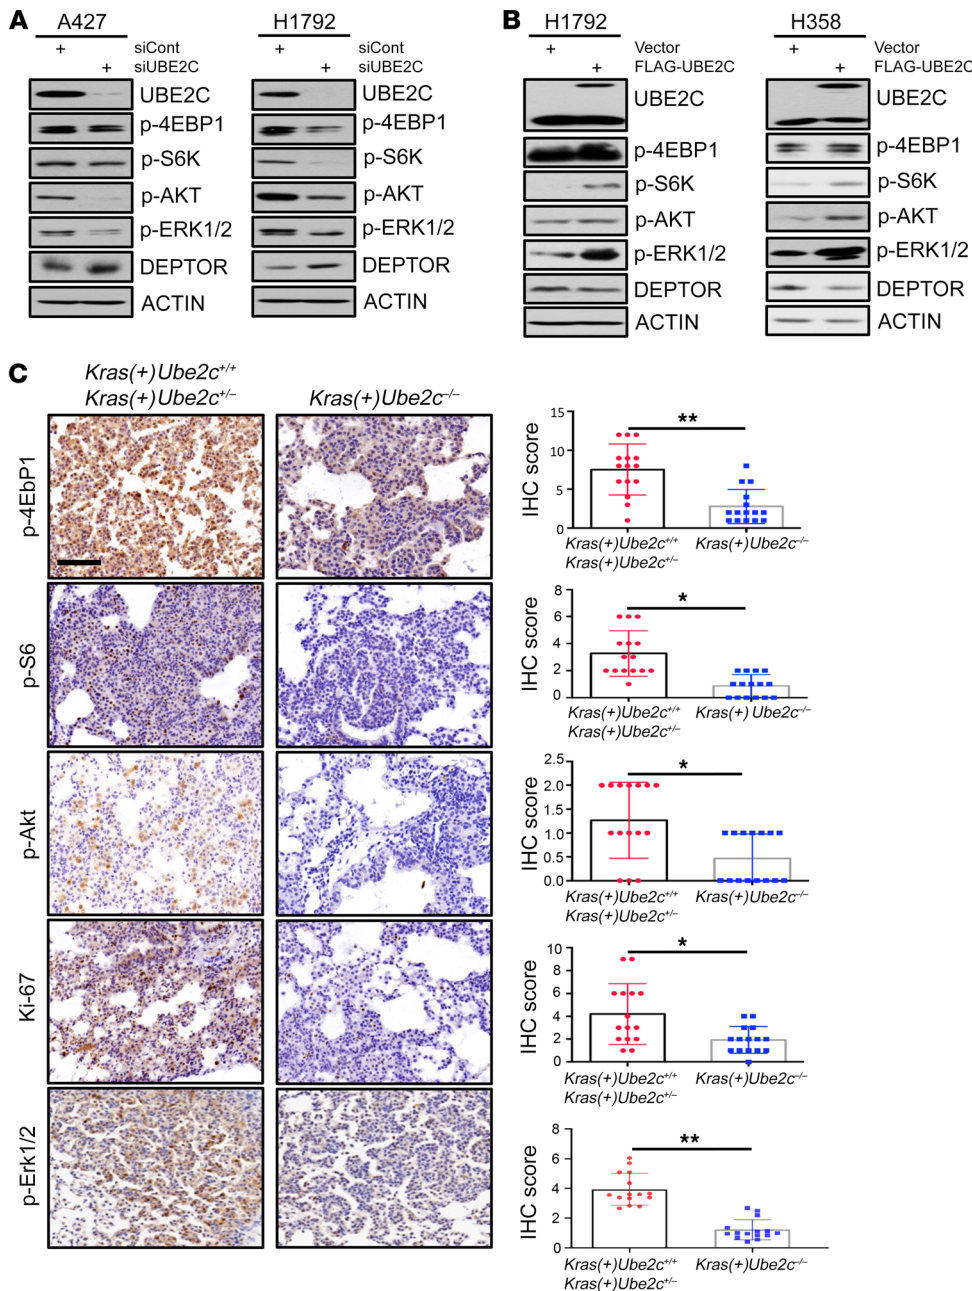 A
A427
H1792
+ + siCont
+ + siUBE2C
UBE2C UBE2C
p-4EBP1 p-4EBP1
p-S6K p-S6K
p-AKT p-AKT
p-ERK1/2 p-ERK1/2
DEPTOR DEPTOR
ACTIN ACTIN
B
H1792
H358
+ Vector + Vector
+ FLAG-UBE2C + FLAG-UBE2C
UBE2C UBE2C
p-4EBP1 p-4EBP1
p-S6K p-S6K
p-AKT p-AKT
p-ERK1/2 p-ERK1/2
DEPTOR DEPTOR
ACTIN ACTIN
C
Kras(+)Ube2c+/+
Kras(+)Ube2c+/– Kras(+)Ube2c–/–
p-4EbP1
IHC score
15
10
5
0
**
Kras(+)Ube2c+/+ Kras(+)Ube2c–/–
Kras(+)Ube2c+/–
p-S6
IHC score
8
6
4
2
0
*
Kras(+)Ube2c+/+ Kras(+) Ube2c–/–
Kras(+)Ube2c+/–
p-Akt
IHC score
2.5
2.0
1.5
1.0
0.5
0.0
*
Kras(+)Ube2c+/+ Kras(+)Ube2c–/–
Kras(+)Ube2c+/–
Ki-67
IHC score
10
8
6
4
2
0
*
Kras(+)Ube2c+/+ Kras(+)Ube2c–/–
Kras(+)Ube2c+/–
p-Erk1/2
IHC score
8
6
4
2
0
**
Kras(+)Ube2c+/+ Kras(+)Ube2c–/–
Kras(+)Ube2c+/–